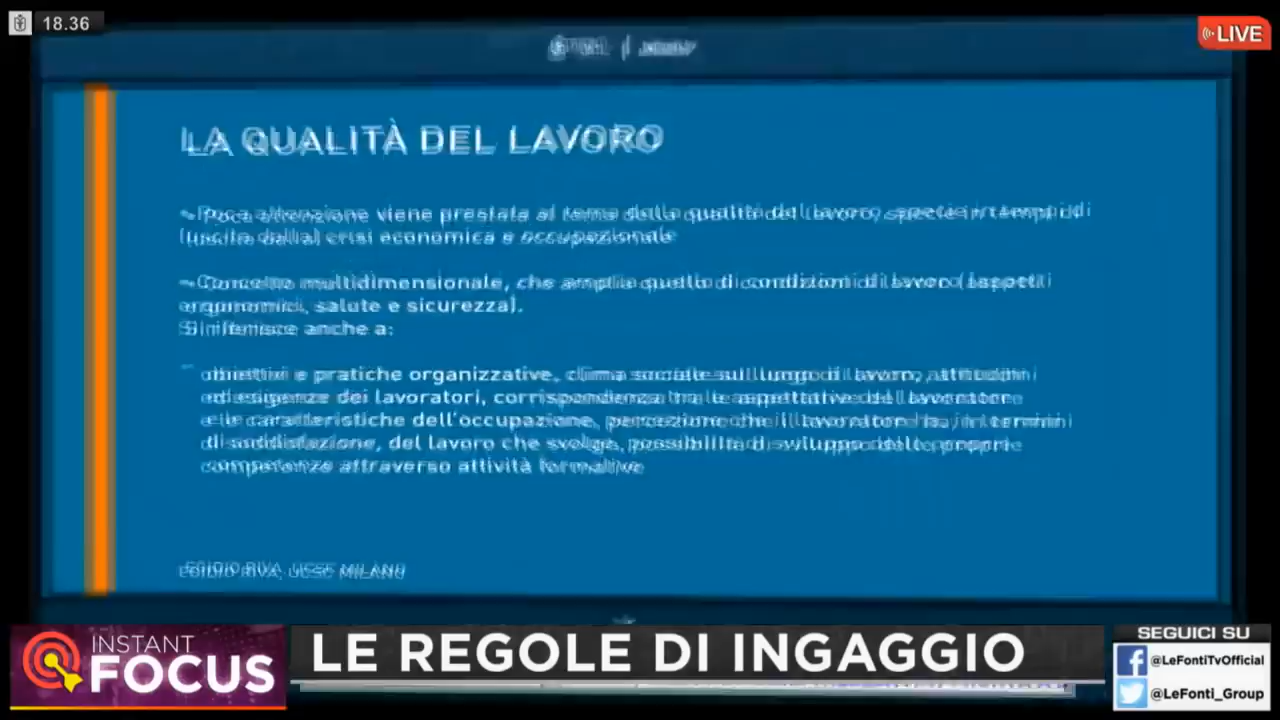 18.36
LIVE
LA QUALITÀ DEL LAVORO
Poca attenzione viene prestata al tema della qualità del lavoro, specie in tempi di
(uscita dalla) crisi economica e occupazionale
Concetto multidimensionale, che amplia quello di condizioni di lavoro (aspetti
ergonomici, salute e sicurezza).
Si riferisce anche a:
obiettivi e pratiche organizzative, clima sociale sul luogo di lavoro, attitudini
ed esigenze dei lavoratori, corrispondenza tra le aspettative del lavoratore
e le caratteristiche dell'occupazione, percezione che il lavoratore ha, in termini
di soddisfazione, del lavoro che svolge, possibilità di sviluppo delle proprie
competenze attraverso attività formative
EGIDIO RIVA, UCSC MILANO
INSTANT
FOCUS
LE REGOLE DI INGAGGIO
SEGUICI SU
@LeFontiTvOfficial
@LeFonti_Group